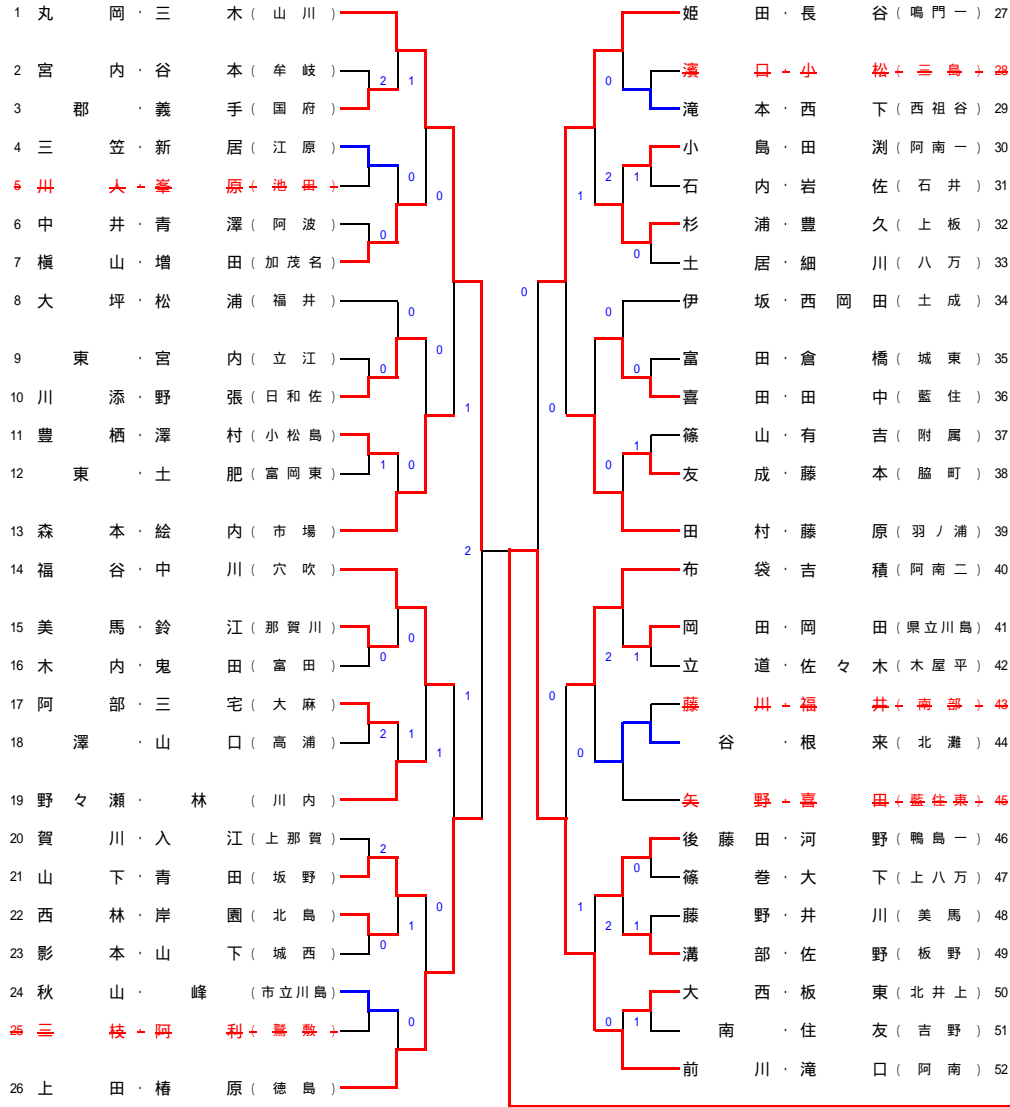 1 丸岡・三木(山川)
2 宮内・谷本(牟岐)
3 郡・義手(国府)
4 三笠・新居(江原)
5 川人・峯原(池田)
6 中井・青澤(阿波)
7 槇山・増田(加茂名)
8 大坪・松浦(福井)
9 東・宮内(立江)
10 川添・野張(日和佐)
11 豊栖・澤村(小松島)
12 東・土肥(富岡東)
13 森本・絵内(市場)
14 福谷・中川(穴吹)
15 美馬・鈴江(那賀川)
16 木内・鬼田(富田)
17 阿部・三宅(大麻)
18 澤・山口(高浦)
19 野々瀬・林(川内)
20 賀川・入江(上那賀)
21 山下・青田(坂野)
22 西林・岸園(北島)
23 影本・山下(城西)
24 秋山・峰(市立川島)
25 三枝・阿利(鷲敷)
26 上田・椿原(徳島)
2 1
0 0
0
0
0 0
1
1 0
2
0
0
1
2 1 1
2
0
1
0
0
姫田・長谷(鳴門一) 27
濱口・小松(三島) 28
滝本・西下(西祖谷) 29
小島・田渕(阿南一) 30
石内・岩佐(石井) 31
杉浦・豊久(上板) 32
土居・細川(八万) 33
伊坂・西岡田(土成) 34
富田・倉橋(城東) 35
喜田・田中(藍住) 36
篠山・有吉(附属) 37
友成・藤本(脇町) 38
田村・藤原(羽ノ浦) 39
布袋・吉積(阿南二) 40
岡田・岡田(県立川島) 41
立道・佐々木(木屋平) 42
藤川・福井(南部) 43
谷・根来(北灘) 44
矢野・喜田(藍住東) 45
後藤田・河野(鴨島一) 46
篠巻・大下(上八万) 47
藤野・井川(美馬) 48
溝部・佐野(板野) 49
大西・板東(北井上) 50
南・住友(吉野) 51
前川・滝口(阿南) 52
0
1 2 1
0
0
0
0
0
1
0
2 1
0
0
0
1 2 1
0 1